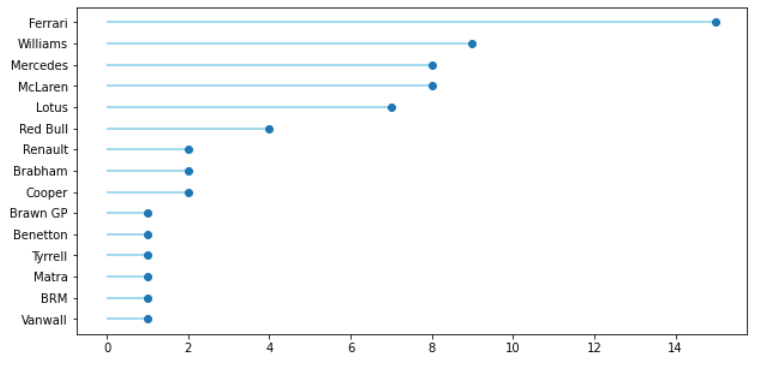 Ferrari
Williams
Mercedes
McLaren
Lotus
Red Bull
Renault
Brabham
Cooper
Brawn GP
Benetton
Tyrrell
Matra
BRM
Vanwall
0 2 4 6 8 10 12 14